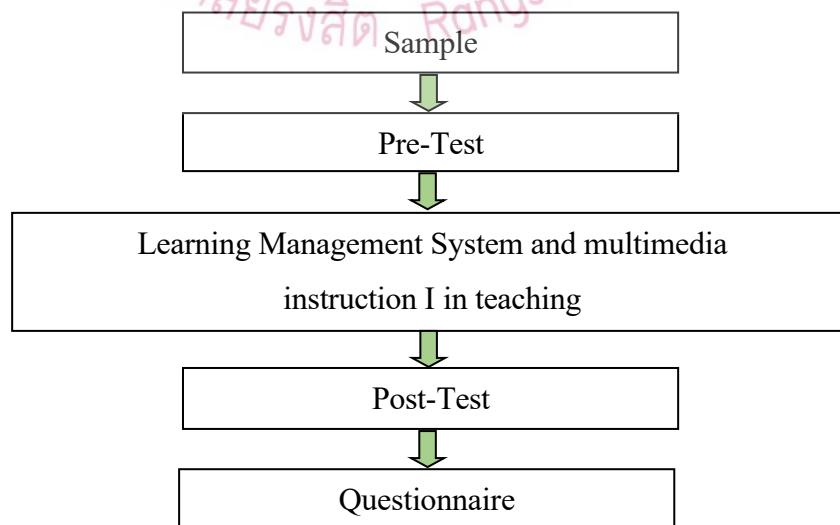 Sample
Pre-Test
Learning Management System and multimedia
instruction I in teaching
Post-Test
Questionnaire